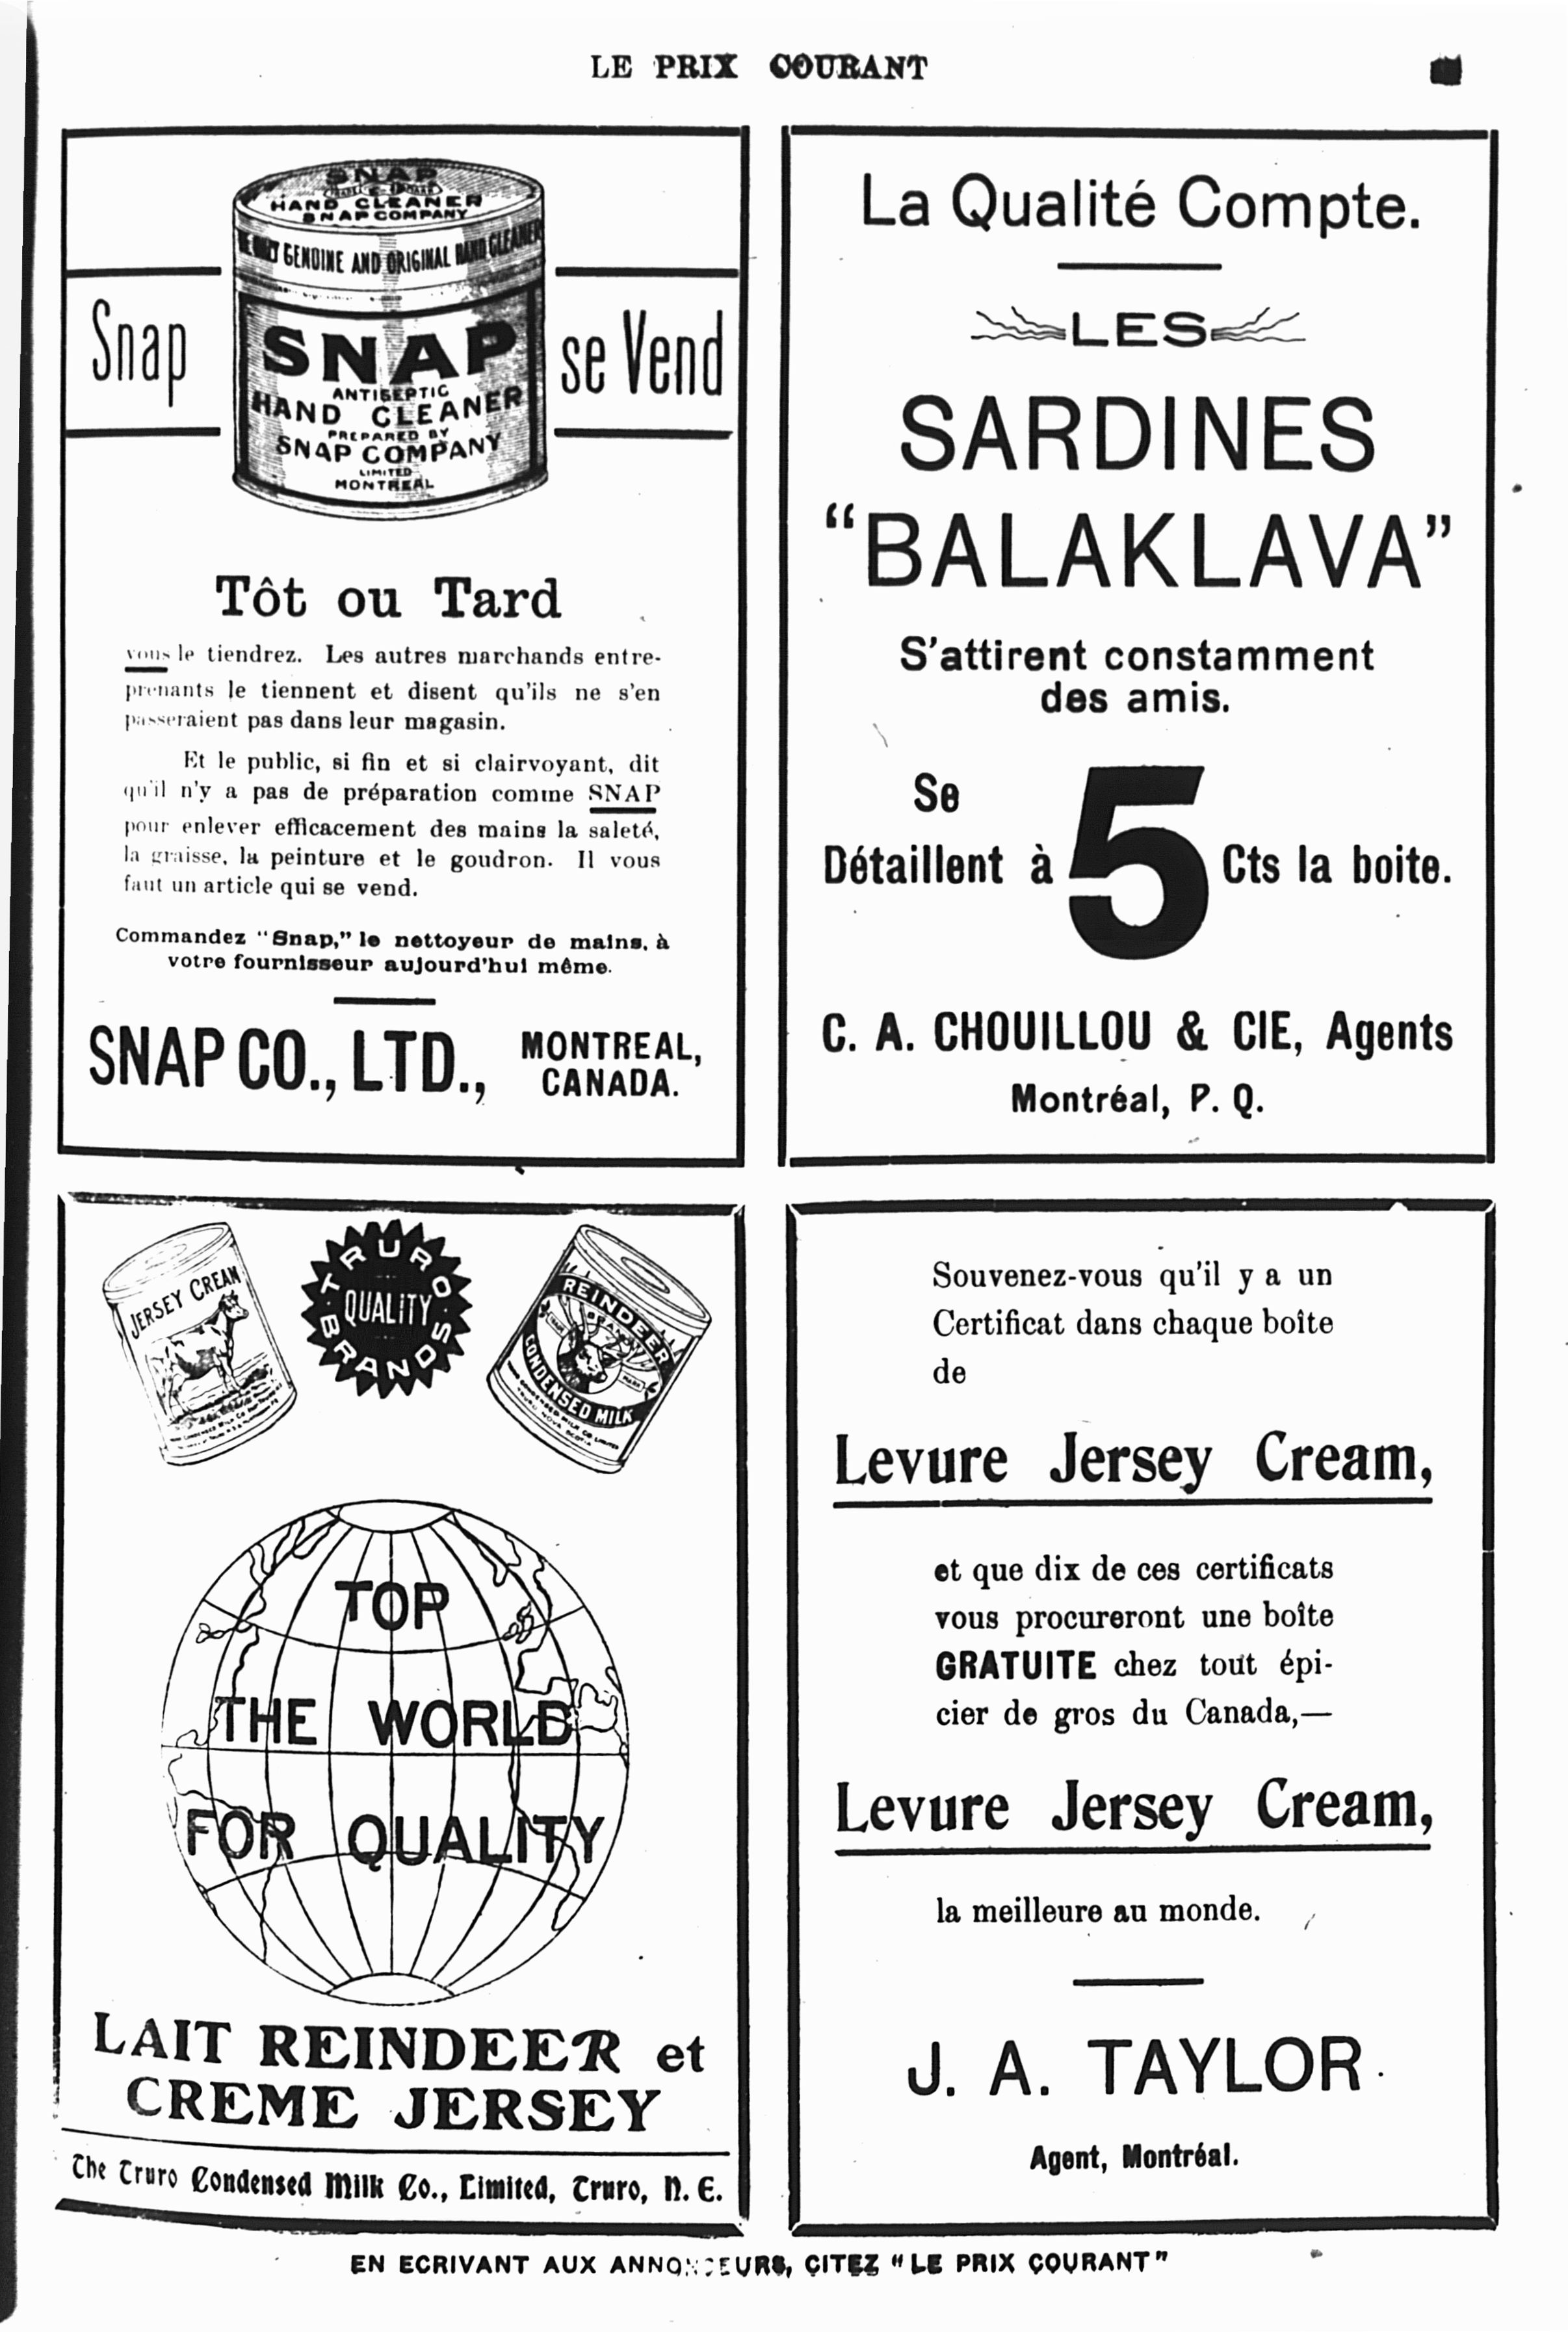 LE PRIX COURANT
SNAP
HAND CLEANER
SNAP COMPANY
GENUINE AND ORIGINAL HAND CLEANER
Snap
SNAP
ANTISEPTIC
HAND CLEANER
PREPARED BY
SNAP COMPANY
LIMITED
MONTREAL
se Vend
Tôt ou Tard
vous le tiendrez. Les autres marchands entre-
prenants le tiennent et disent qu'ils ne s'en
passeraient pas dans leur magasin.
Et le public, si fin et si clairvoyant, dit
qu'il n'y a pas de préparation comme SNAP
pour enlever efficacement des mains la saleté,
la graisse, la peinture et le goudron. Il vous
faut un article qui se vend.
Commandez "Snap," le nettoyeur de mains, à
votre fournisseur aujourd'hui même.
SNAP CO., LTD., MONTREAL,
CANADA.
La Qualité Compte.
LES
SARDINES
"BALAKLAVA"
S'attirent constamment
des amis.
Se
Détaillent à 5 Cts la boite.
C. A. CHOUILLOU & CIE, Agents
Montréal, P. Q.
JERSEY CREAM
TRURO'S
QUALITY
BRANDS
REINDEER
BRAND
TRADE MARK
CONDENSED MILK
TOP
THE WORLD
FOR QUALITY
LAIT REINDEER et
CREME JERSEY
The Truro Condensed Milk Co., Limited, Truro, N. E.
Souvenez-vous qu'il y a un
Certificat dans chaque boîte
de
Levure Jersey Cream,
et que dix de ces certificats
vous procureront une boîte
GRATUITE chez tout épi-
cier de gros du Canada,—
Levure Jersey Cream,
la meilleure au monde.
J. A. TAYLOR
Agent, Montréal.
EN ECRIVANT AUX ANNONCEURS, CITEZ "LE PRIX COURANT"